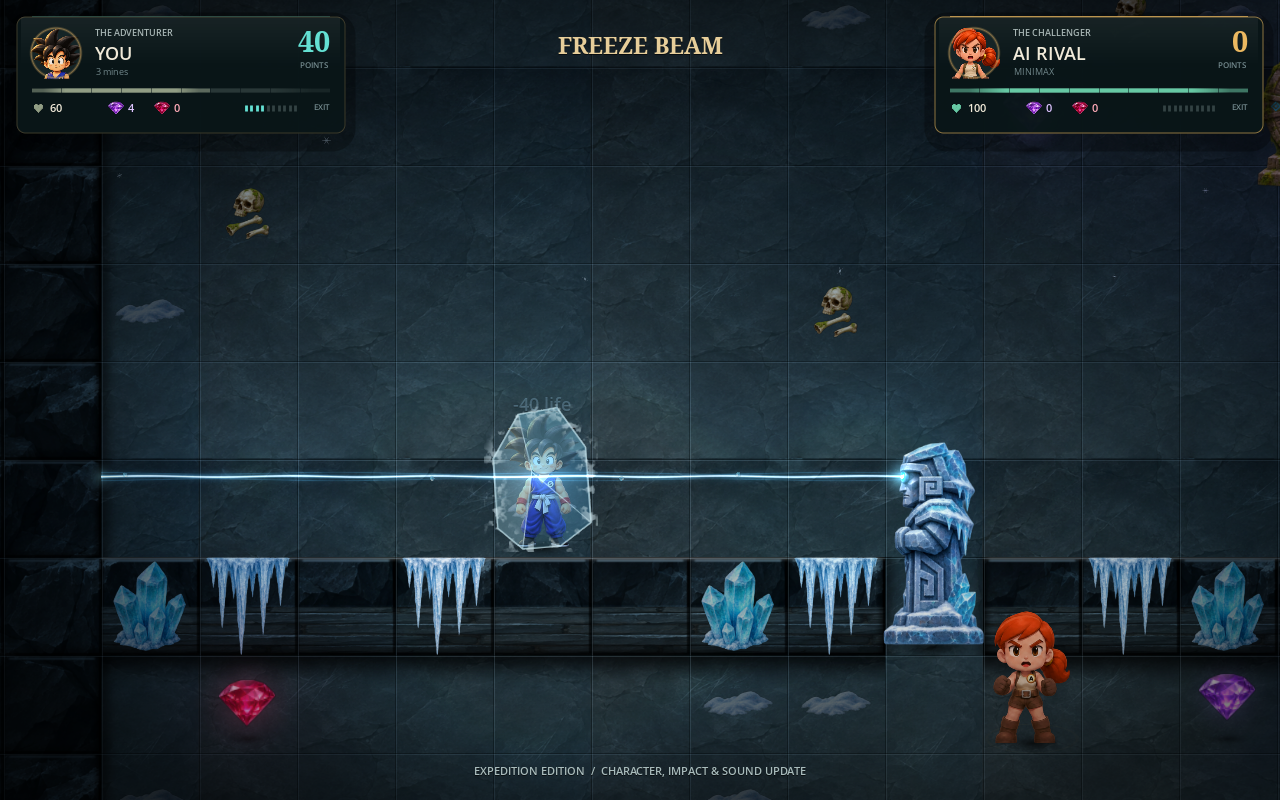 THE ADVENTURER
YOU
3 mines
40
POINTS
60
4
0
EXIT
FREEZE BEAM
THE CHALLENGER
AI RIVAL
MINIMAX
0
POINTS
100
0
0
EXIT
-40 life
EXPEDITION EDITION / CHARACTER, IMPACT & SOUND UPDATE